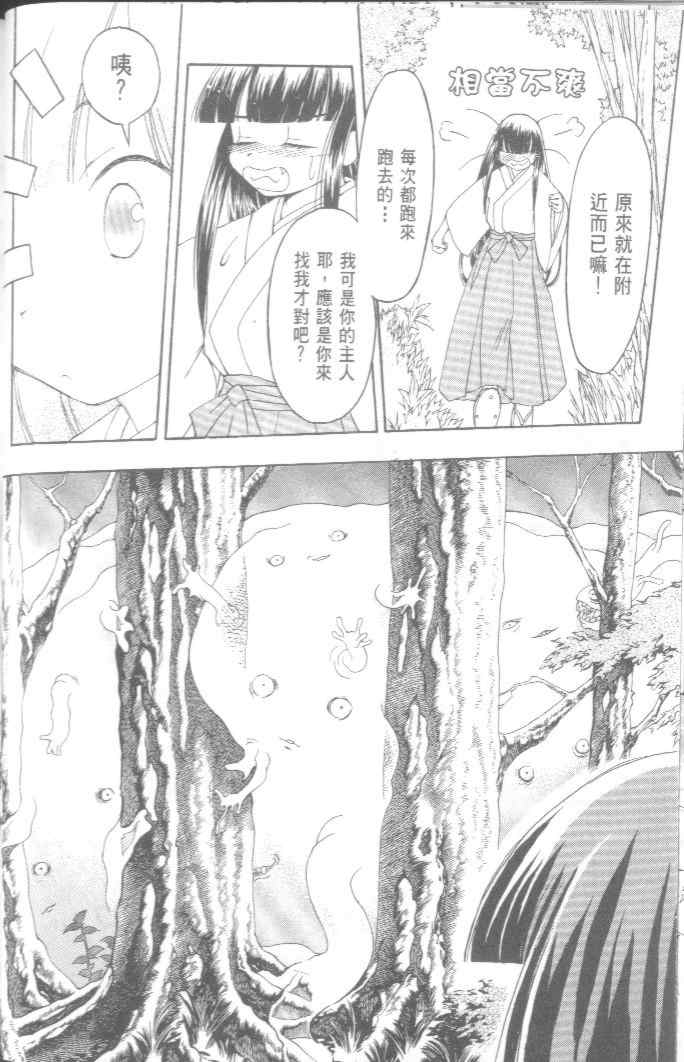 相當不爽
原來就在附
近而已嘛！
每次都跑來
跑去的…
我可是你的主人
耶，應該是你來
找我才對吧？
咦？